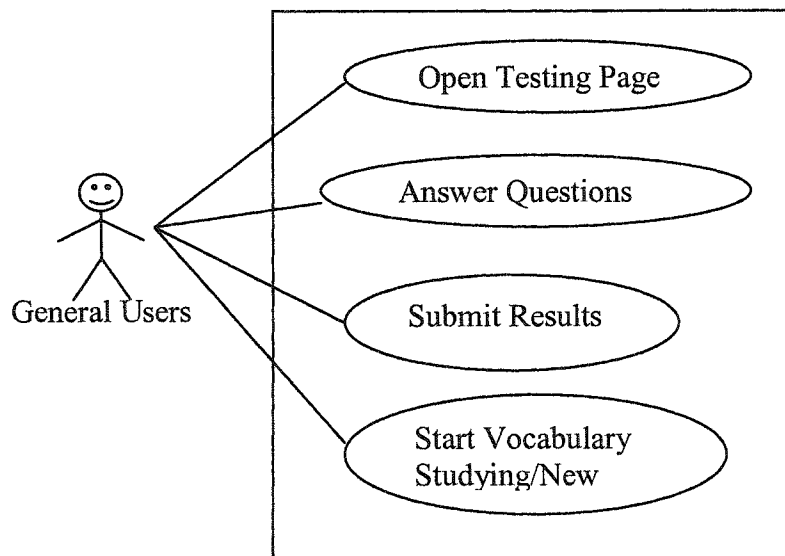 Open Testing Page
Answer Questions
General Users
Submit Results
Start Vocabulary
Studying/New